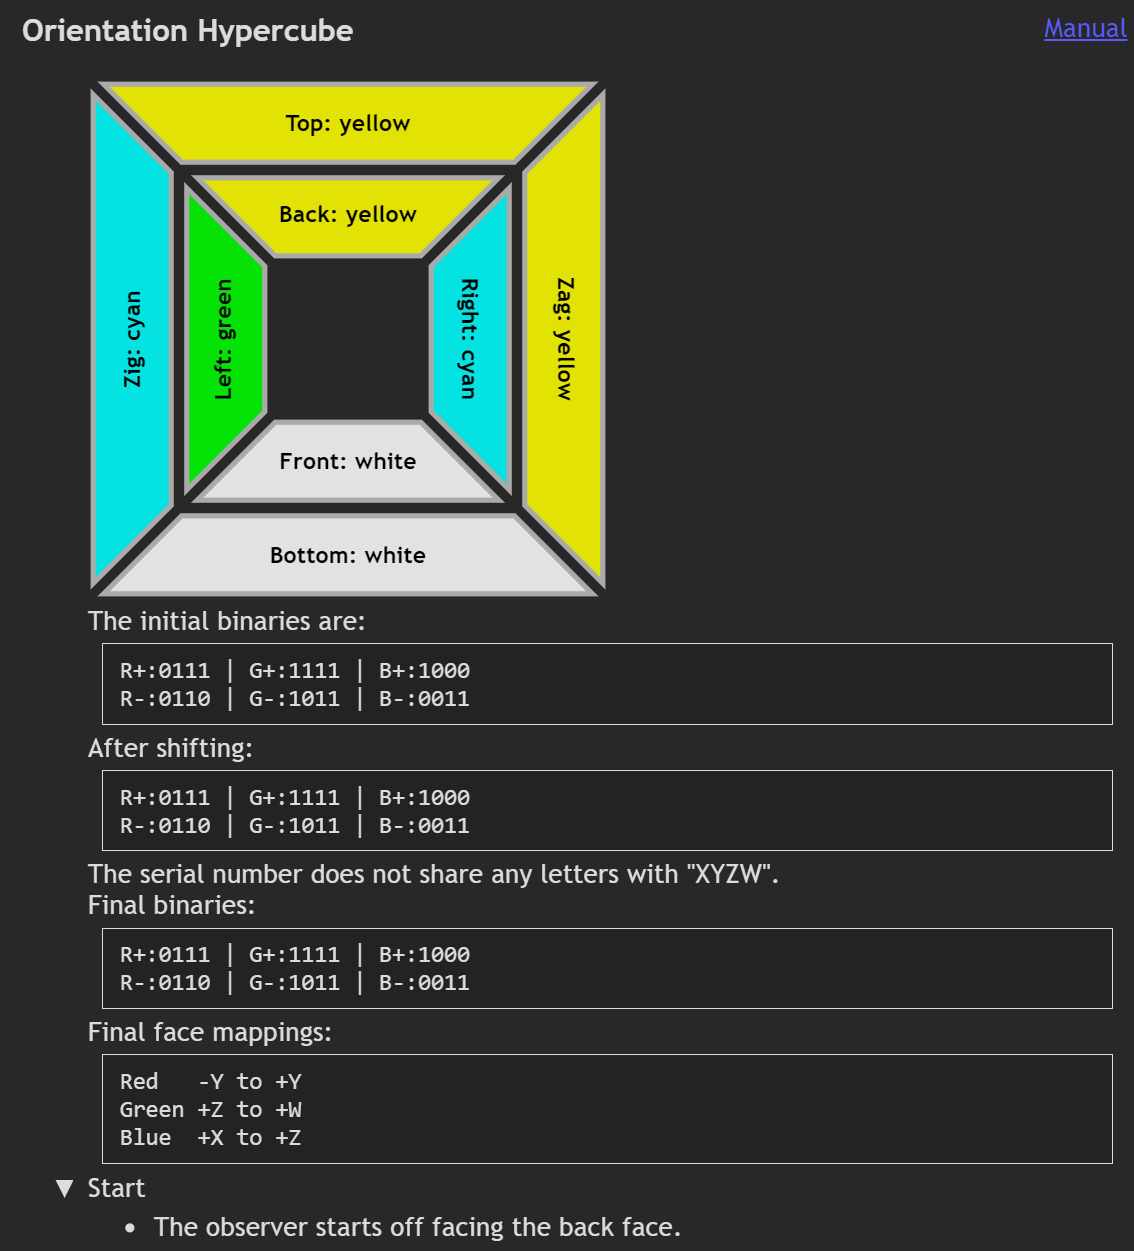 Orientation Hypercube
Manual
Top: yellow
Back: yellow
Zig: cyan
Left: green
Right: cyan
Zag: yellow
Front: white
Bottom: white
The initial binaries are:
R+:0111 | G+:1111 | B+:1000
R-:0110 | G-:1011 | B-:0011
After shifting:
R+:0111 | G+:1111 | B+:1000
R-:0110 | G-:1011 | B-:0011
The serial number does not share any letters with "XYZW".
Final binaries:
R+:0111 | G+:1111 | B+:1000
R-:0110 | G-:1011 | B-:0011
Final face mappings:
Red   -Y to +Y
Green +Z to +W
Blue  +X to +Z
▼ Start
• The observer starts off facing the back face.